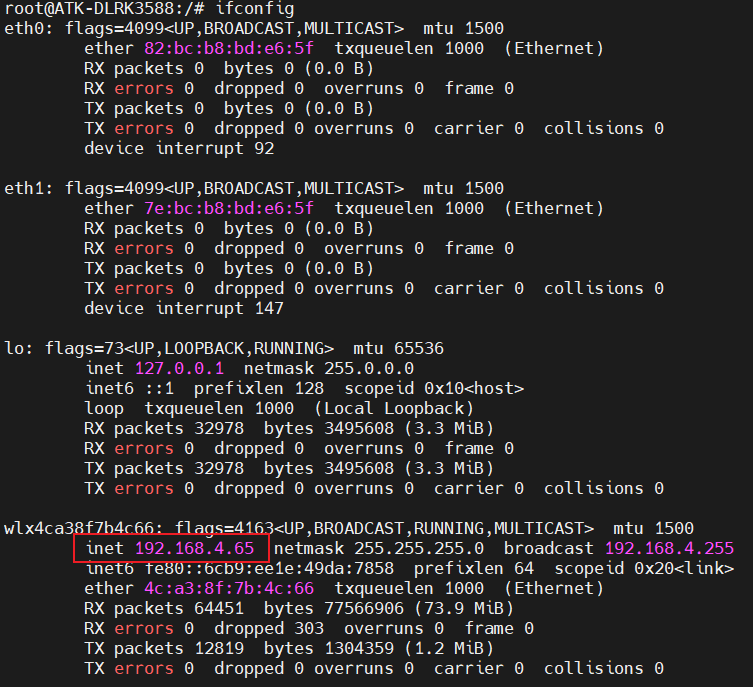 root@ATK-DLRK3588:/# ifconfig
eth0: flags=4099<UP,BROADCAST,MULTICAST>  mtu 1500
        ether 82:bc:b8:bd:e6:5f  txqueuelen 1000  (Ethernet)
        RX packets 0  bytes 0 (0.0 B)
        RX errors 0  dropped 0  overruns 0  frame 0
        TX packets 0  bytes 0 (0.0 B)
        TX errors 0  dropped 0 overruns 0  carrier 0  collisions 0
        device interrupt 92

eth1: flags=4099<UP,BROADCAST,MULTICAST>  mtu 1500
        ether 7e:bc:b8:bd:e6:5f  txqueuelen 1000  (Ethernet)
        RX packets 0  bytes 0 (0.0 B)
        RX errors 0  dropped 0  overruns 0  frame 0
        TX packets 0  bytes 0 (0.0 B)
        TX errors 0  dropped 0 overruns 0  carrier 0  collisions 0
        device interrupt 147

lo: flags=73<UP,LOOPBACK,RUNNING>  mtu 65536
        inet 127.0.0.1  netmask 255.0.0.0
        inet6 ::1  prefixlen 128  scopeid 0x10<host>
        loop  txqueuelen 1000  (Local Loopback)
        RX packets 32978  bytes 3495608 (3.3 MiB)
        RX errors 0  dropped 0  overruns 0  frame 0
        TX packets 32978  bytes 3495608 (3.3 MiB)
        TX errors 0  dropped 0 overruns 0  carrier 0  collisions 0

wlx4ca38f7b4c66: flags=4163<UP,BROADCAST,RUNNING,MULTICAST>  mtu 1500
        inet 192.168.4.65  netmask 255.255.255.0  broadcast 192.168.4.255
        inet6 fe80::6cb9:ee1e:49da:7858  prefixlen 64  scopeid 0x20<link>
        ether 4c:a3:8f:7b:4c:66  txqueuelen 1000  (Ethernet)
        RX packets 64451  bytes 77566906 (73.9 MiB)
        RX errors 0  dropped 303  overruns 0  frame 0
        TX packets 12819  bytes 1304359 (1.2 MiB)
        TX errors 0  dropped 0 overruns 0  carrier 0  collisions 0